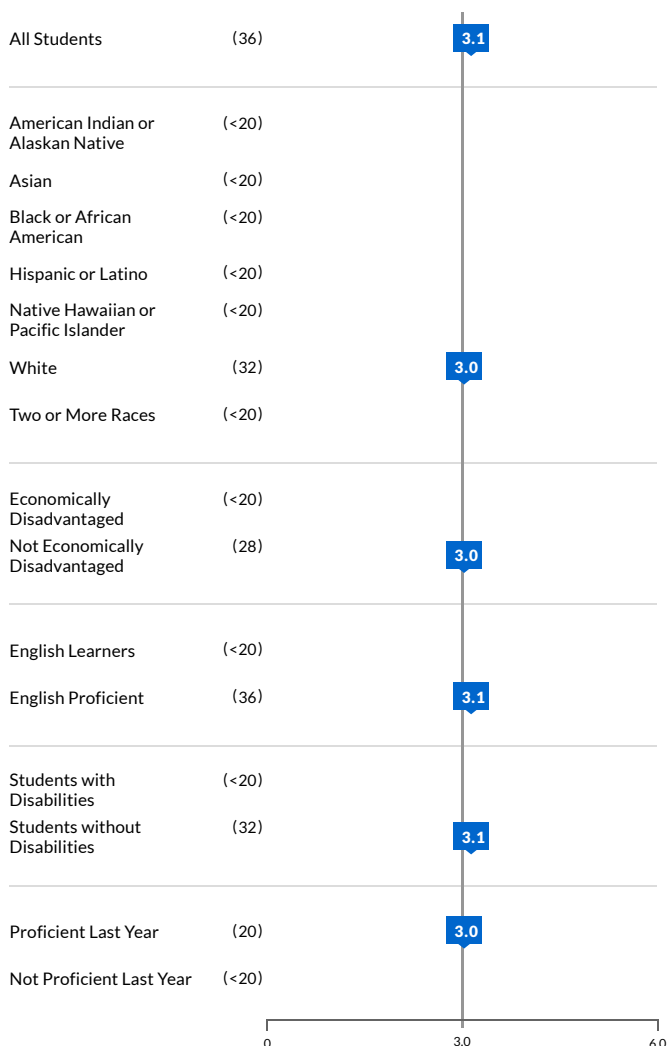 All Students (36) 3.1
American Indian or (<20)
Alaskan Native
Asian (<20)
Black or African (<20)
American
Hispanic or Latino (<20)
Native Hawaiian or (<20)
Pacific Islander
White (32) 3.0
Two or More Races (<20)
Economically (<20)
Disadvantaged
Not Economically (28) 3.0
Disadvantaged
English Learners (<20)
English Proficient (36) 3.1
Students with (<20)
Disabilities
Students without (32) 3.1
Disabilities
Proficient Last Year (20) 3.0
Not Proficient Last Year (<20)
0 3.0 6.0